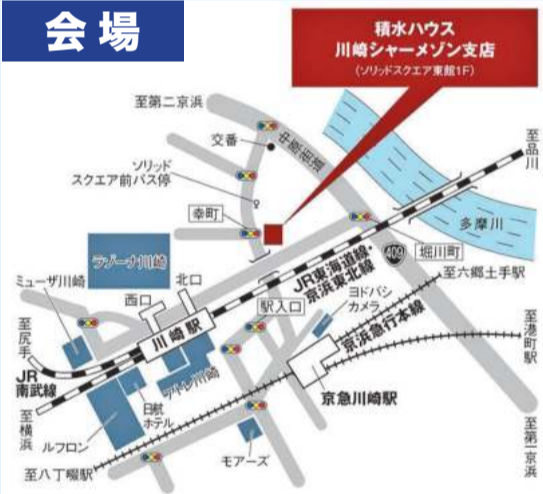 会場
積水ハウス
川崎シャーメゾン支店
(ソリッドスクエア東館1F)
至第二京浜
交番
中原街道
至品川
ソリッド
スクエア前バス停
幸町
多摩川
堀川町
409
ラゾーナ川崎
JR東海道線・
京浜東北線
至六郷土手駅
ミューザ川崎
北口
西口
駅入口
ヨドバシ
カメラ
京浜急行本線
至尻手
川崎駅
至港町駅
JR
南武線
アトレ川崎
京急川崎駅
至横浜
日航
ホテル
ルフロン
モアーズ
至八丁畷駅
至第一京浜